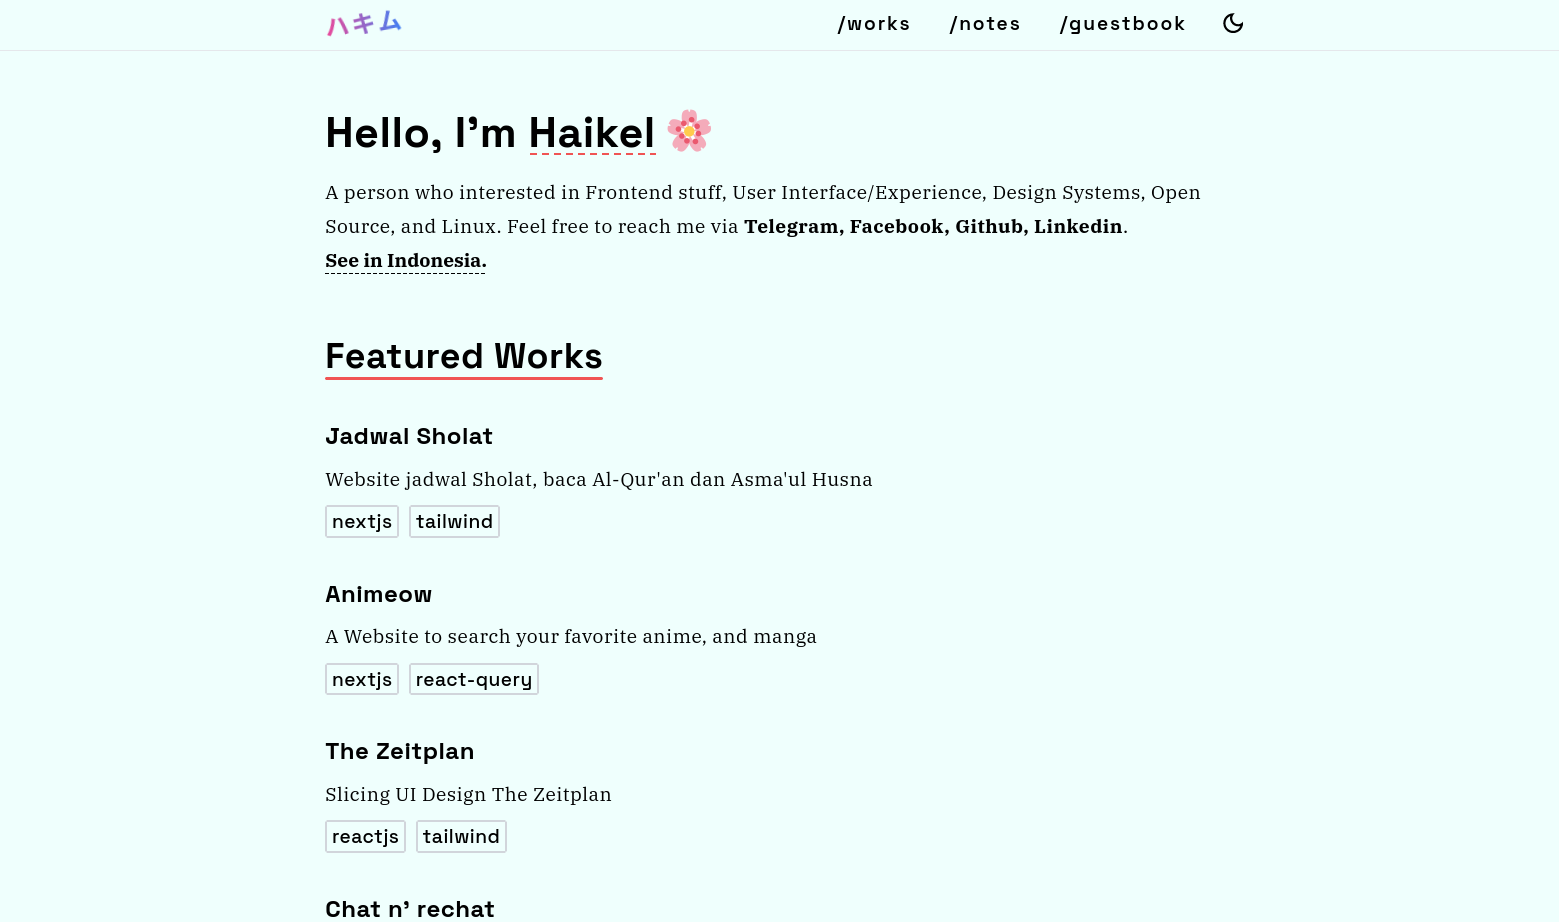 ハキム
/works /notes /guestbook
Hello, I’m Haikel
A person who interested in Frontend stuff, User Interface/Experience, Design Systems, Open
Source, and Linux. Feel free to reach me via Telegram, Facebook, Github, Linkedin.
See in Indonesia.
Featured Works
Jadwal Sholat
Website jadwal Sholat, baca Al-Qur'an dan Asma'ul Husna
nextjs tailwind
Animeow
A Website to search your favorite anime, and manga
nextjs react-query
The Zeitplan
Slicing UI Design The Zeitplan
reactjs tailwind
Chat n’ rechat